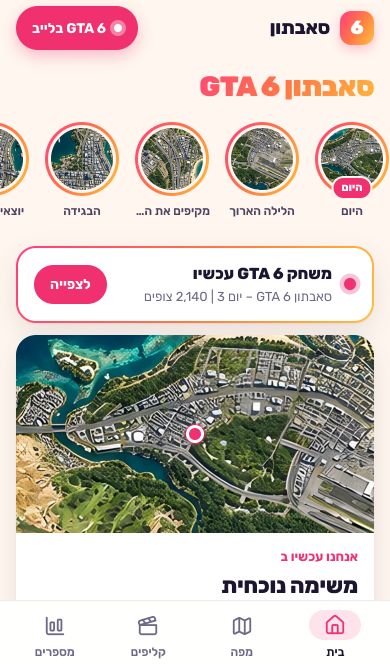 סאבתון
6
GTA 6 בלייב
סאבתון GTA 6
היום
היום
הלילה הארוך
מקיפים את ה...
הבגידה
יוצאי
משחק GTA 6 עכשיו
סאבתון GTA 6 – יום 3 | 2,140 צופים
לצפייה
אנחנו עכשיו ב
משימה נוכחית
בית
מפה
קליפים
מספרים